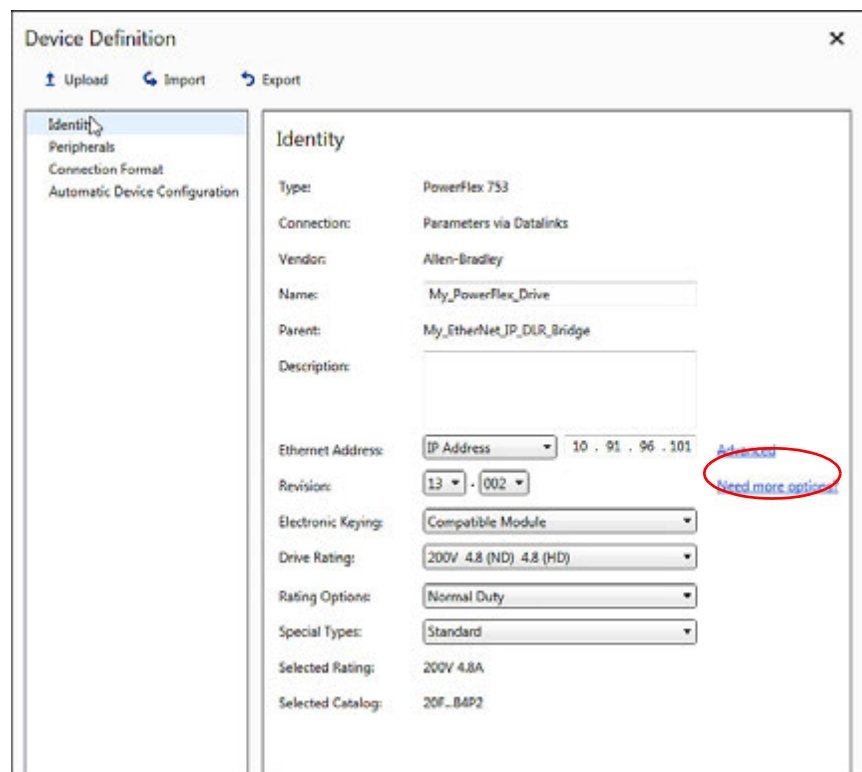 Device Definition
Upload Import Export
Identity
Peripherals
Connection Format
Automatic Device Configuration
Identity
Type: PowerFlex 753
Connection: Parameters via Datalinks
Vendor: Allen-Bradley
Name: My_PowerFlex_Drive
Parent: My_EtherNet_IP_DLR_Bridge
Description:
Ethernet Address: IP Address 10 . 91 . 96 . 101 Advanced
Revision: 13 . 002 Need more options?
Electronic Keying: Compatible Module
Drive Rating: 200V 4.8 (ND) 4.8 (HD)
Rating Options: Normal Duty
Special Types: Standard
Selected Rating: 200V 4.8A
Selected Catalog: 20F...B4P2